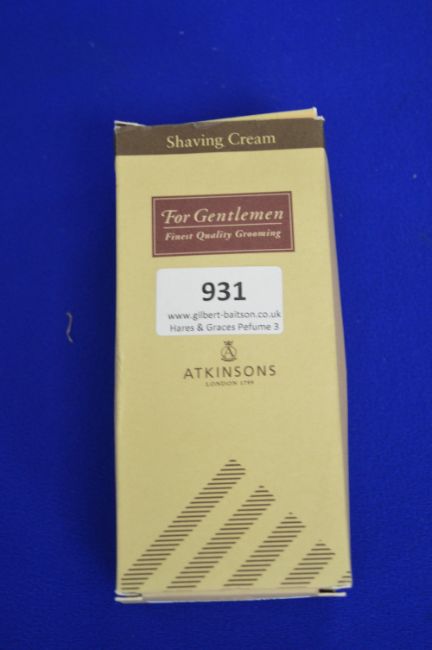 Shaving Cream
For Gentlemen
Finest Quality Grooming
931
www.gilbert-baitson.co.uk
Hares & Graces Pefume 3
A
ATKINSONS
LONDON 1799